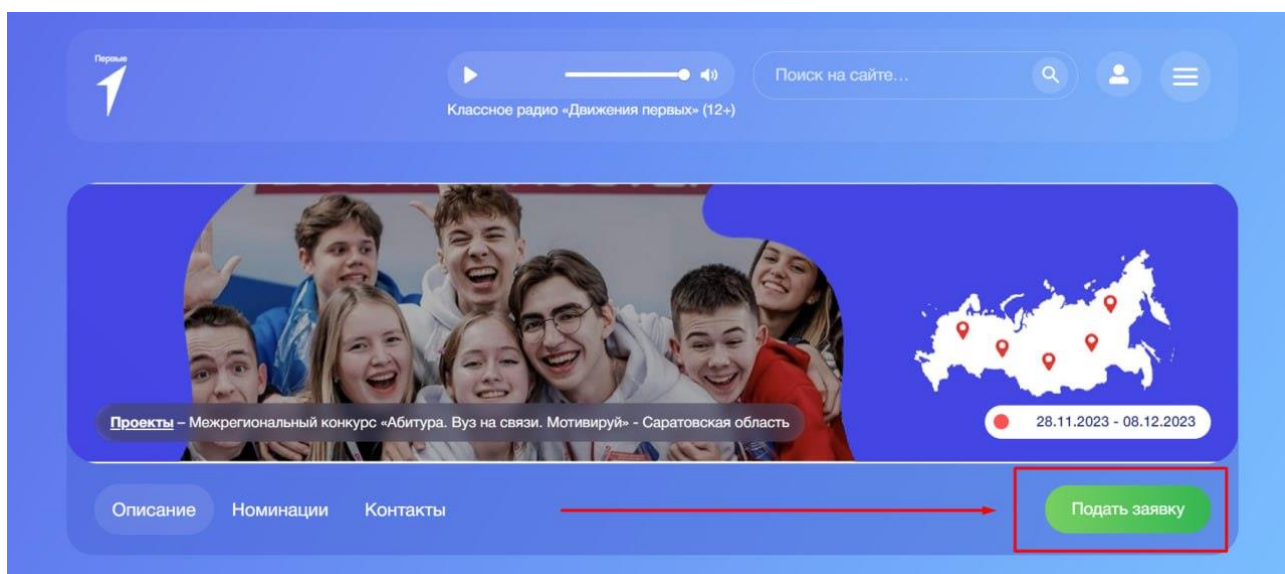 Первые
Поиск на сайте...
Классное радио «Движения первых» (12+)
Проекты – Межрегиональный конкурс «Абитура. Вуз на связи. Мотивируй» - Саратовская область
28.11.2023 - 08.12.2023
Описание Номинации Контакты Подать заявку